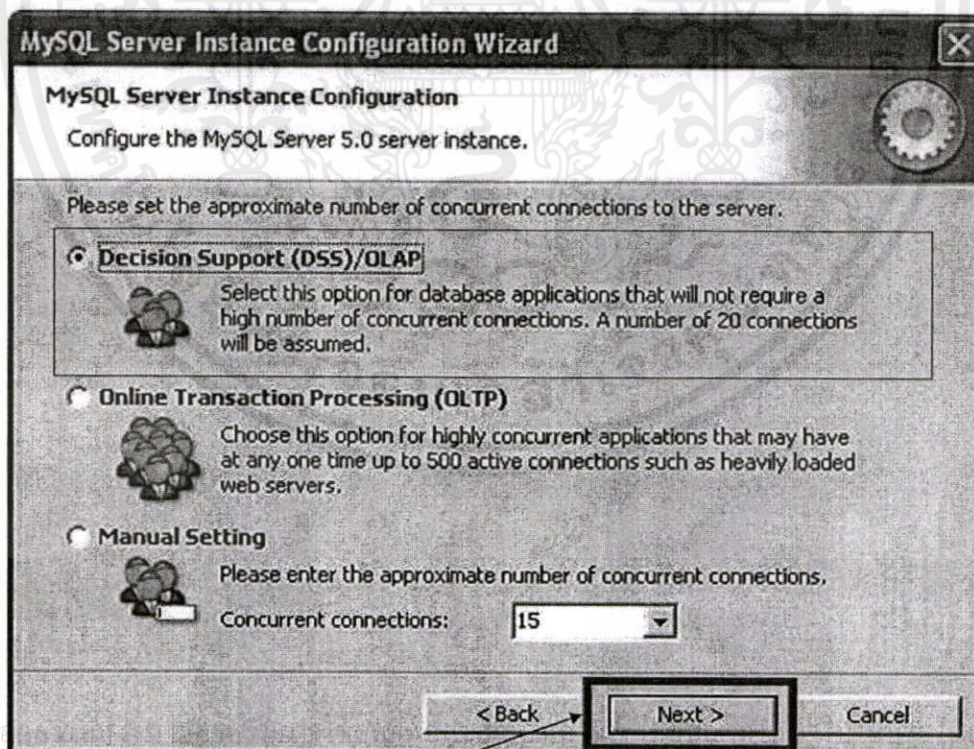 MySQL Server Instance Configuration Wizard
MySQL Server Instance Configuration
Configure the MySQL Server 5.0 server instance.
Please set the approximate number of concurrent connections to the server.
Decision Support (DSS)/OLAP
Select this option for database applications that will not require a
high number of concurrent connections. A number of 20 connections
will be assumed.
Online Transaction Processing (OLTP)
Choose this option for highly concurrent applications that may have
at any one time up to 500 active connections such as heavily loaded
web servers.
Manual Setting
Please enter the approximate number of concurrent connections.
Concurrent connections: 15
< Back Next > Cancel